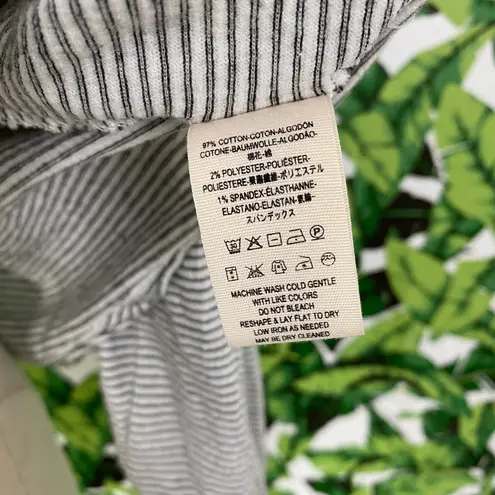 97% COTTON-COTON-ALGODÓN
COTONE-BAUMWOLLE-ALGODÃO-
棉花-綿
2% POLYESTER-POLIÉSTER-
POLIESTERE-聚酯纖維-ポリエステル
1% SPANDEX-ÉLASTHANNE-
ELASTANO-ELASTAN-氨綸-
スパンデックス
30
P
MACHINE WASH COLD GENTLE
WITH LIKE COLORS
DO NOT BLEACH
RESHAPE & LAY FLAT TO DRY
LOW IRON AS NEEDED
MAY BE DRY CLEANED